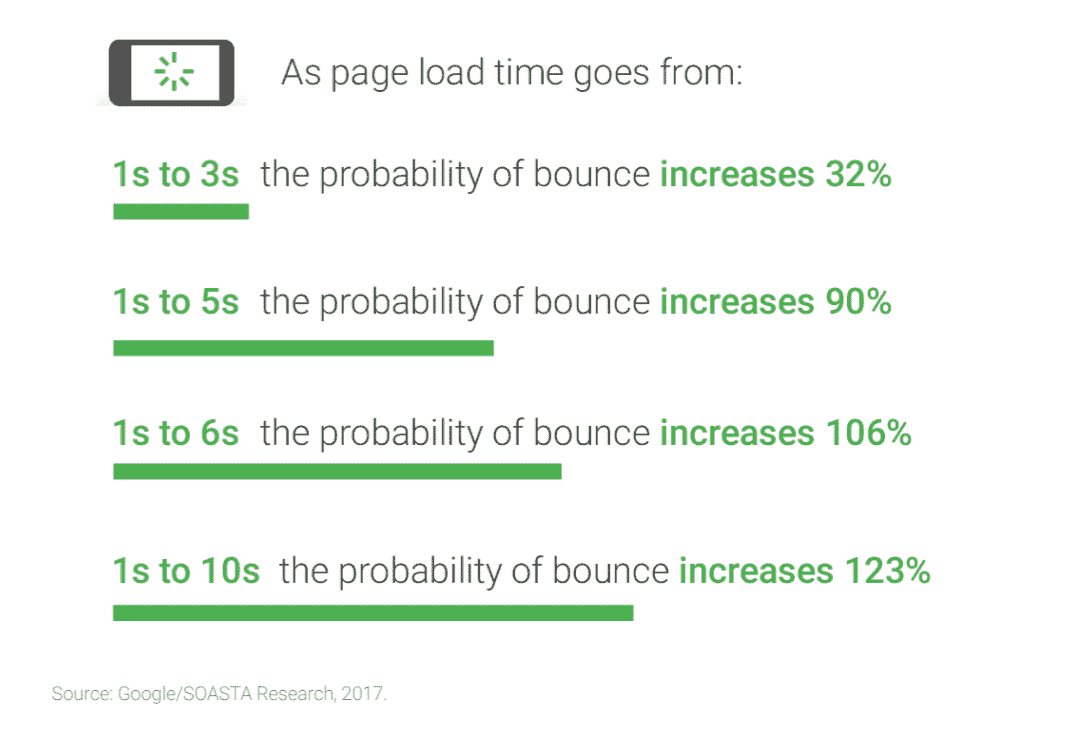 As page load time goes from:
1s to 3s the probability of bounce increases 32%
1s to 5s the probability of bounce increases 90%
1s to 6s the probability of bounce increases 106%
1s to 10s the probability of bounce increases 123%
Source: Google/SOASTA Research, 2017.